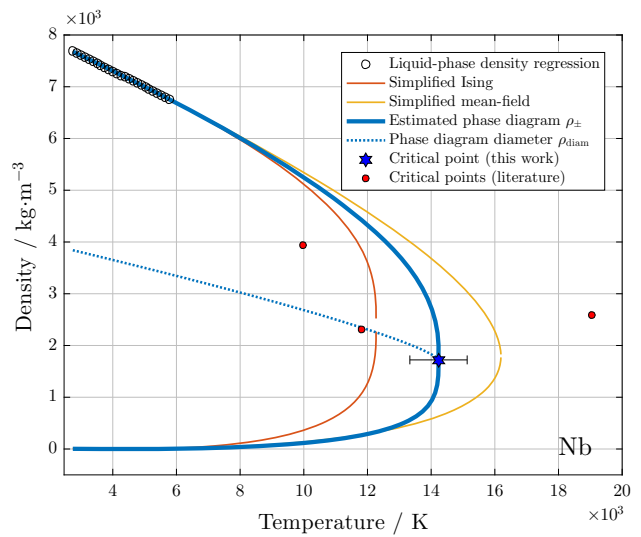 ×10³
8
7
6
5
4
3
2
1
0
Density / kg·m⁻³
Liquid-phase density regression
Simplified Ising
Simplified mean-field
Estimated phase diagram ρ±
Phase diagram diameter ρdiam
Critical point (this work)
Critical points (literature)
Nb
4 6 8 10 12 14 16 18 20
×10³
Temperature / K